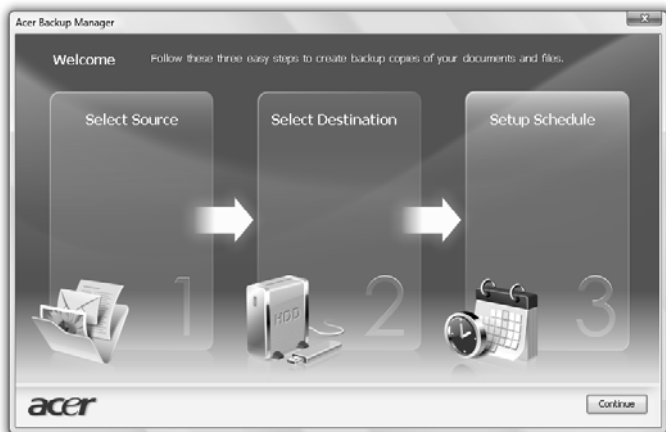 Acer Backup Manager
Welcome
Follow these three easy steps to create backup copies of your documents and files.
Select Source
Select Destination
Setup Schedule
1
HDD
2
3
acer
Continue